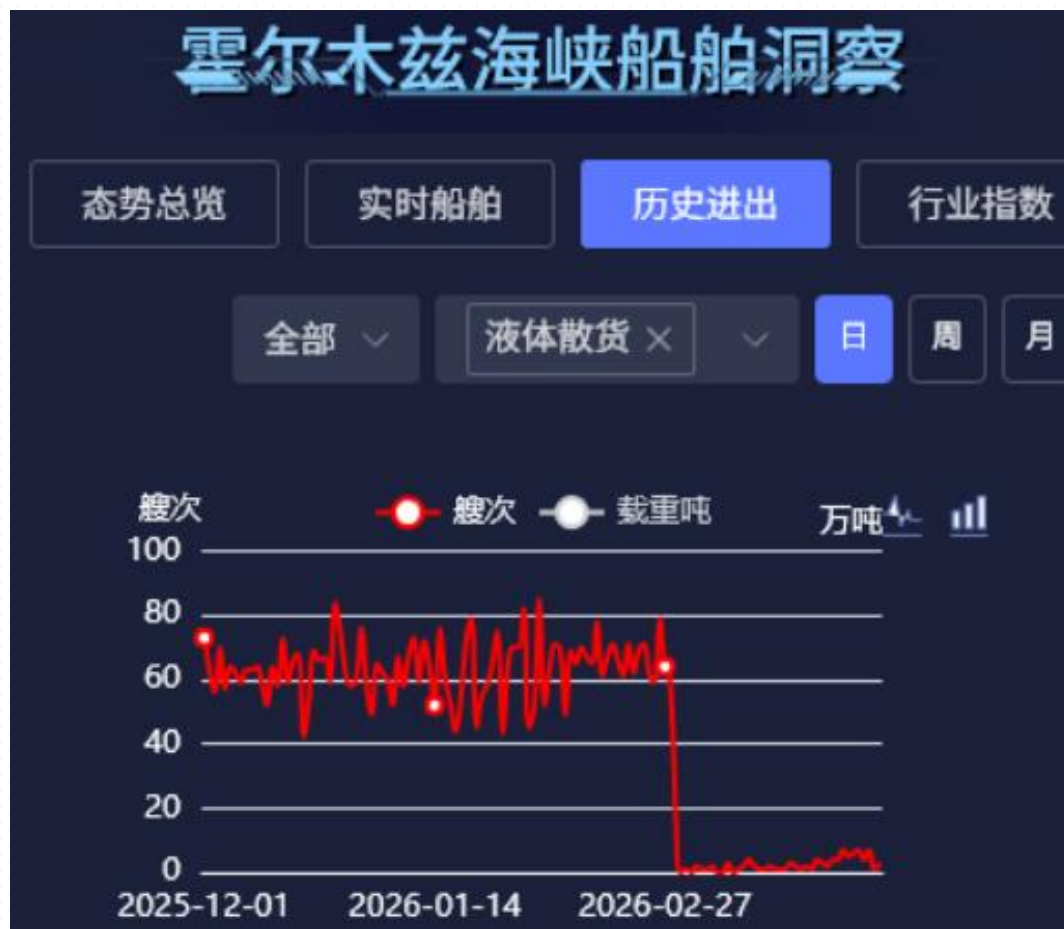 霍尔木兹海峡船舶洞察
态势总览 实时船舶 历史进出 行业指数
全部 液体散货 × 日 周 月
艘次 艘次 载重吨 万吨
100
80
60
40
20
0
2025-12-01 2026-01-14 2026-02-27